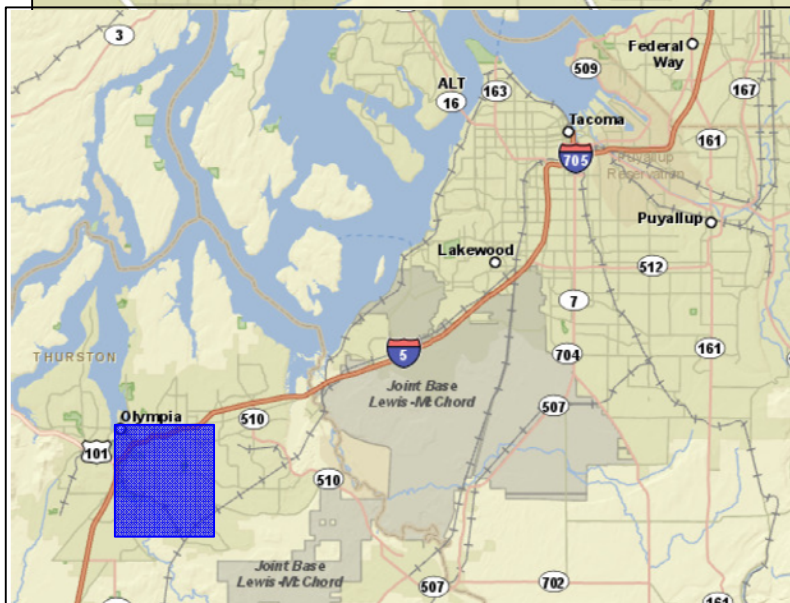 3
Federal
Way
509
ALT
16
163
167
Tacoma
161
705
Puyallup
Reservation
Puyallup
Lakewood
512
7
5
704
161
THURSTON
Joint Base
Lewis-McChord
507
Olympia
510
101
510
Joint Base
Lewis-McChord
507
702
161